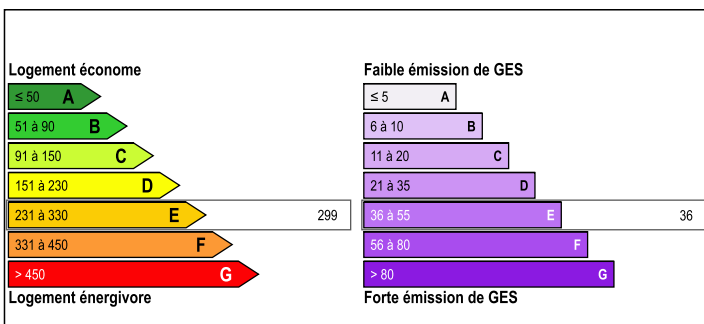 Logement économe
≤ 50 A
51 à 90 B
91 à 150 C
151 à 230 D
231 à 330 E 299
331 à 450 F
> 450 G
Logement énergivore
Faible émission de GES
≤ 5 A
6 à 10 B
11 à 20 C
21 à 35 D
36 à 55 E 36
56 à 80 F
> 80 G
Forte émission de GES